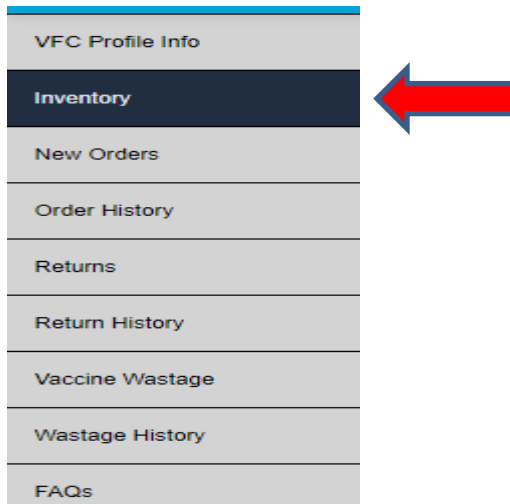 VFC Profile Info
Inventory
New Orders
Order History
Returns
Return History
Vaccine Wastage
Wastage History
FAQs